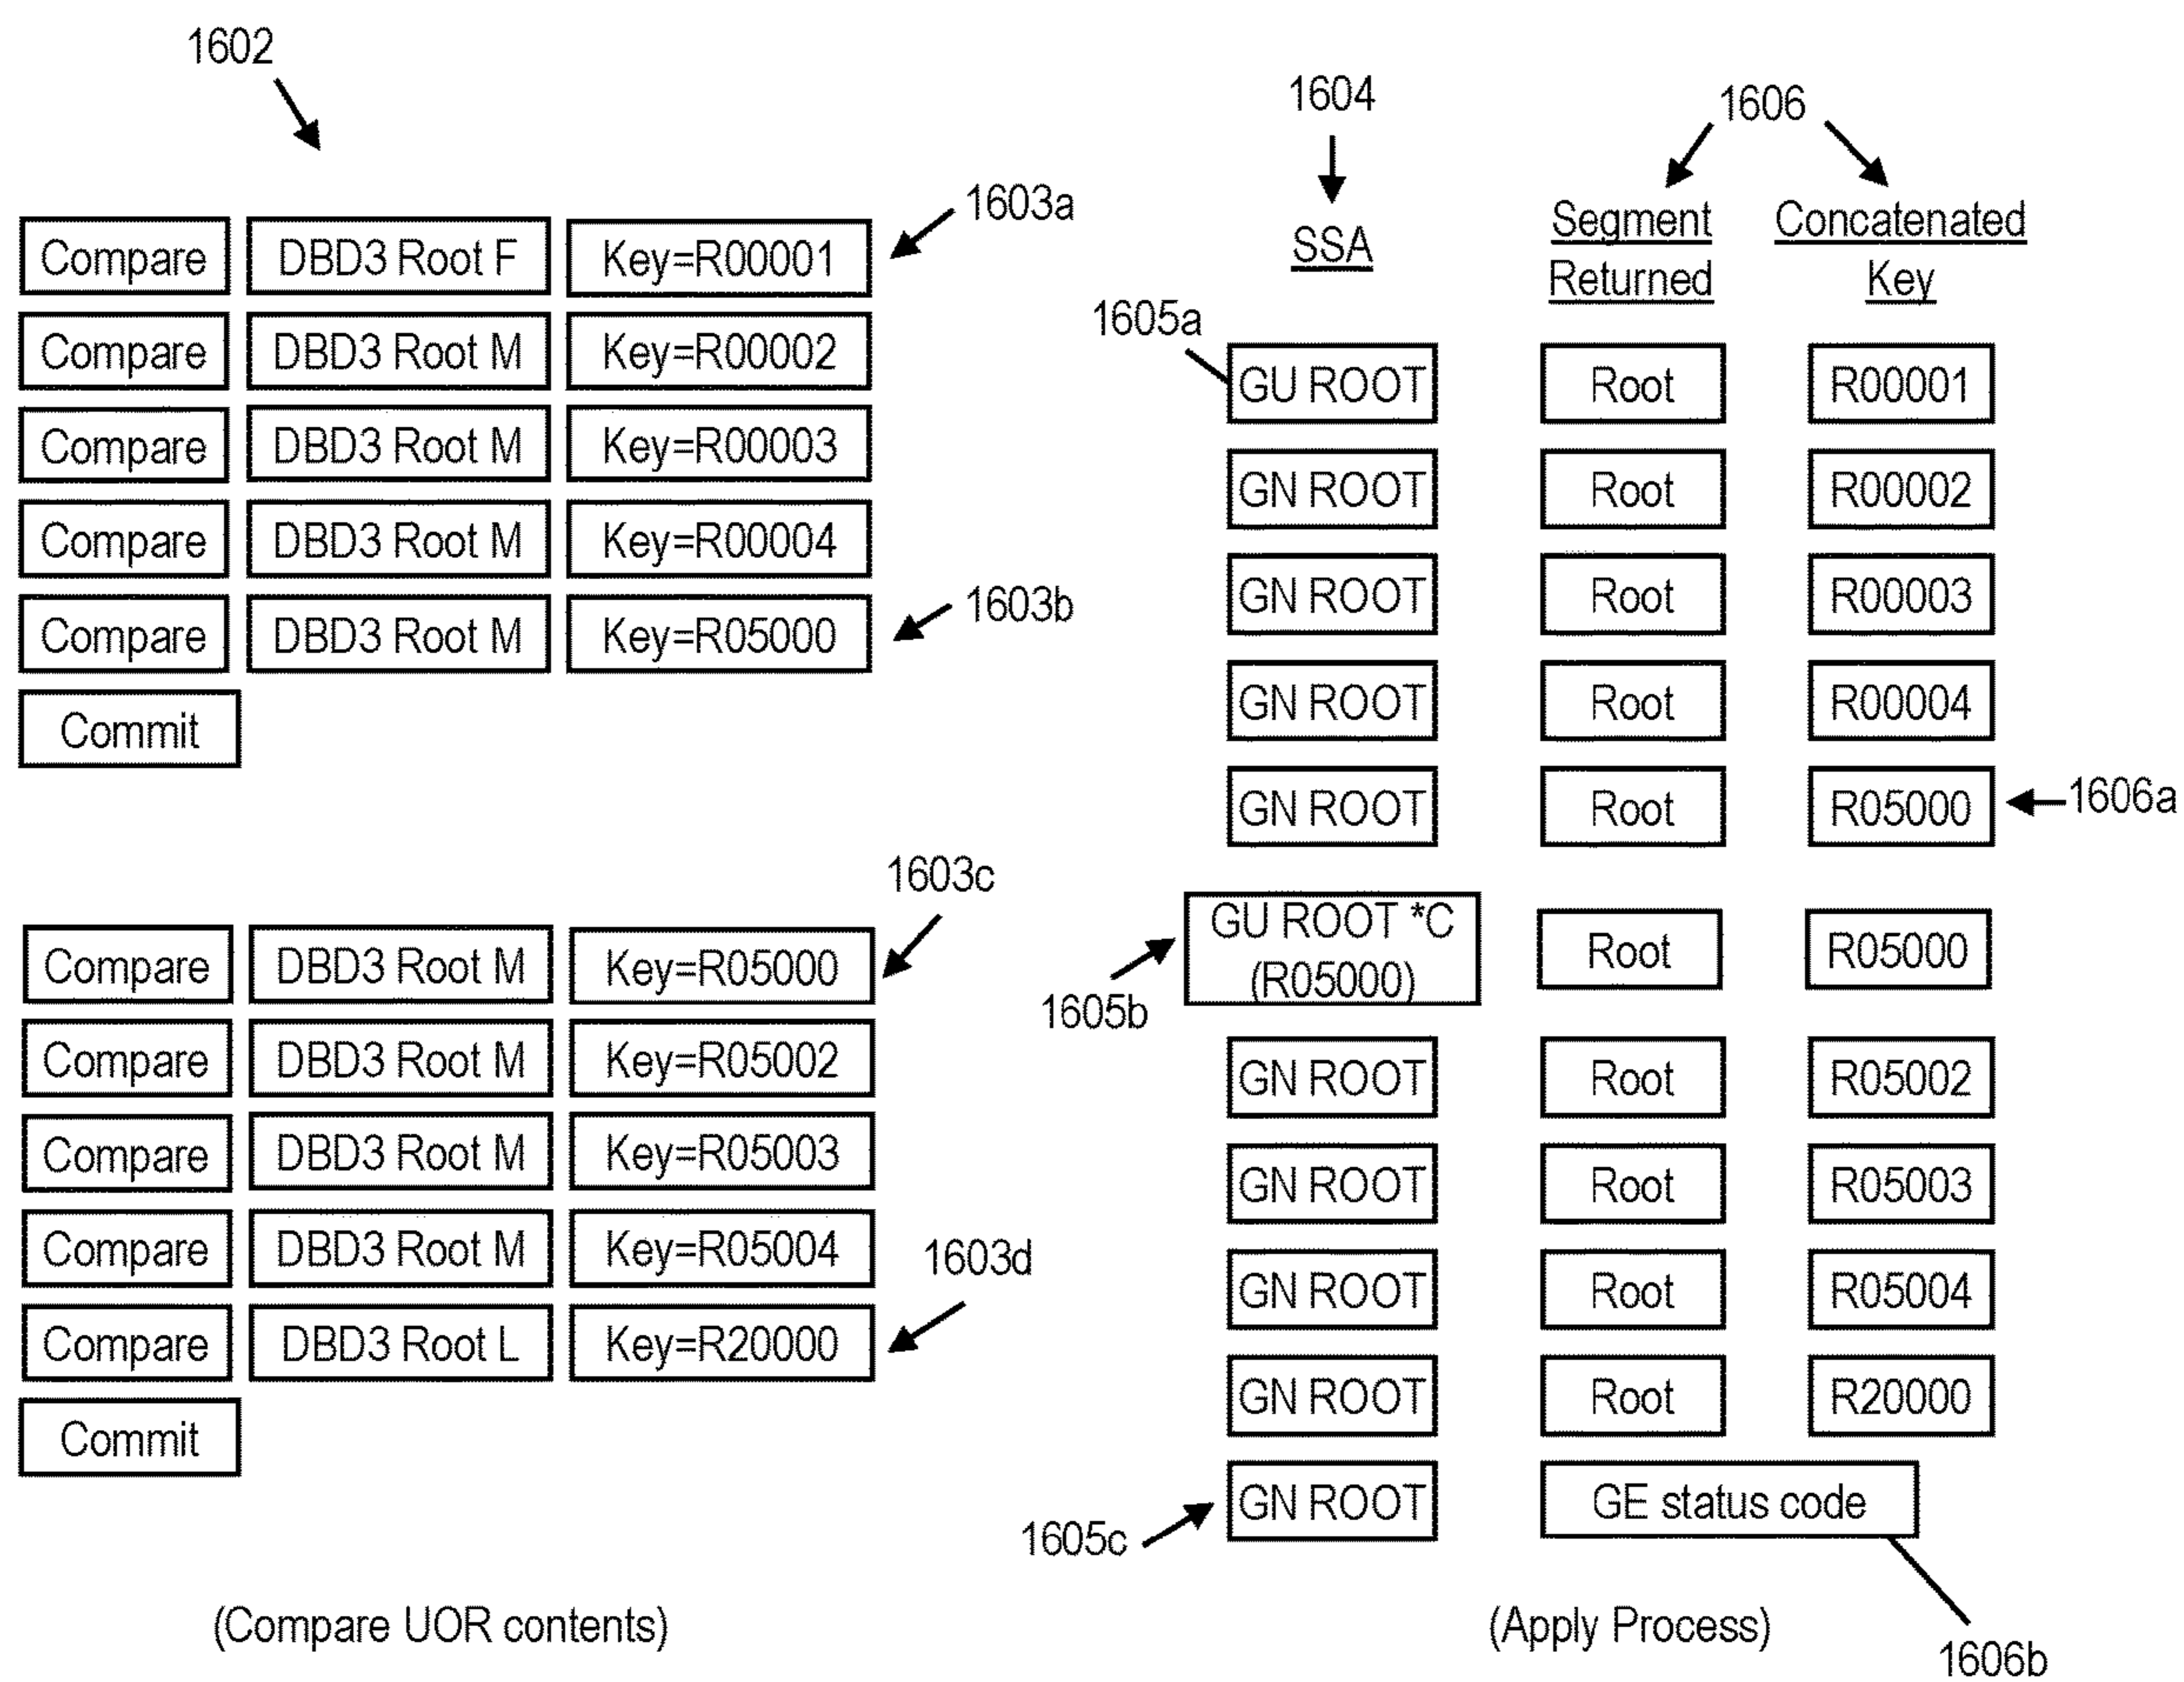 1602
1603a
Compare DBD3 Root F Key=R00001
Compare DBD3 Root M Key=R00002
Compare DBD3 Root M Key=R00003
Compare DBD3 Root M Key=R00004
1603b
Compare DBD3 Root M Key=R05000
Commit
1603c
Compare DBD3 Root M Key=R05000
Compare DBD3 Root M Key=R05002
Compare DBD3 Root M Key=R05003
Compare DBD3 Root M Key=R05004
1603d
Compare DBD3 Root L Key=R20000
Commit
(Compare UOR contents)
1604
1606
SSA
Segment
Returned
Concatenated
Key
1605a
GU ROOT Root R00001
GN ROOT Root R00002
GN ROOT Root R00003
GN ROOT Root R00004
GN ROOT Root R05000
1606a
GU ROOT *C
(R05000)
Root R05000
1605b
GN ROOT Root R05002
GN ROOT Root R05003
GN ROOT Root R05004
GN ROOT Root R20000
GN ROOT GE status code
1605c
(Apply Process)
1606b